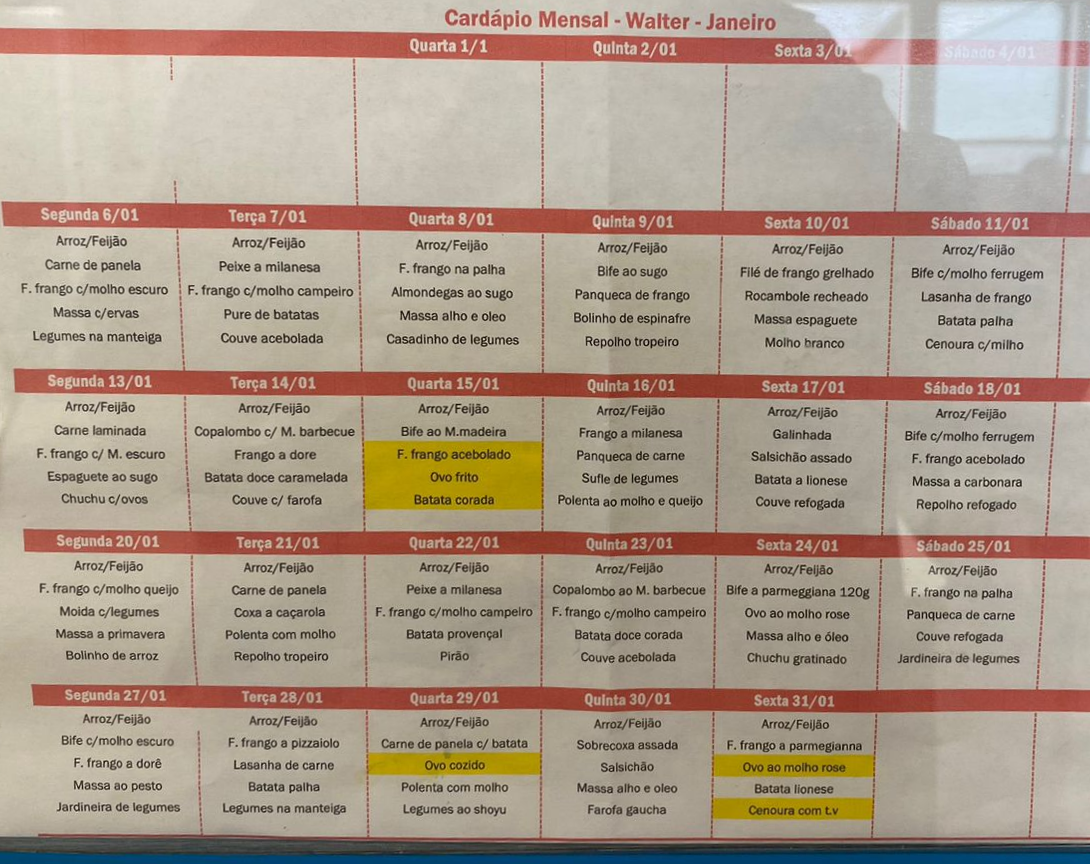 Cardápio Mensal - Walter - Janeiro
Quarta 1/1 Quinta 2/01 Sexta 3/01 Sábado 4/01
Segunda 6/01 Terça 7/01 Quarta 8/01 Quinta 9/01 Sexta 10/01 Sábado 11/01
Arroz/Feijão Arroz/Feijão Arroz/Feijão Arroz/Feijão Arroz/Feijão Arroz/Feijão
Carne de panela Peixe a milanesa F. frango na palha Bife ao sugo Filé de frango grelhado Bife c/molho ferrugem
F. frango c/molho escuro F. frango c/molho campeiro Almondegas ao sugo Panqueca de frango Rocambole recheado Lasanha de frango
Massa c/ervas Pure de batatas Massa alho e oleo Bolinho de espinafre Massa espaguete Batata palha
Legumes na manteiga Couve acebolada Casadinho de legumes Repolho tropeiro Molho branco Cenoura c/milho
Segunda 13/01 Terça 14/01 Quarta 15/01 Quinta 16/01 Sexta 17/01 Sábado 18/01
Arroz/Feijão Arroz/Feijão Arroz/Feijão Arroz/Feijão Arroz/Feijão Arroz/Feijão
Carne laminada Copalombo c/ M. barbecue Bife ao M.madeira Frango a milanesa Galinhada Bife c/molho ferrugem
F. frango c/ M. escuro Frango a dore F. frango acebolado Panqueca de carne Salsichão assado F. frango acebolado
Espaguete ao sugo Batata doce caramelada Ovo frito Sufle de legumes Batata a lionese Massa a carbonara
Chuchu c/ovos Couve c/ farofa Batata corada Polenta ao molho e queijo Couve refogada Repolho refogado
Segunda 20/01 Terça 21/01 Quarta 22/01 Quinta 23/01 Sexta 24/01 Sábado 25/01
Arroz/Feijão Arroz/Feijão Arroz/Feijão Arroz/Feijão Arroz/Feijão Arroz/Feijão
F. frango c/molho queijo Carne de panela Peixe a milanesa Copalombo ao M. barbecue Bife a parmeggiana 120g F. frango na palha
Moida c/legumes Coxa a caçarola F. frango c/molho campeiro F. frango c/molho campeiro Ovo ao molho rose Panqueca de carne
Massa a primavera Polenta com molho Batata provençal Batata doce corada Massa alho e óleo Couve refogada
Bolinho de arroz Repolho tropeiro Pirão Couve acebolada Chuchu gratinado Jardineira de legumes
Segunda 27/01 Terça 28/01 Quarta 29/01 Quinta 30/01 Sexta 31/01
Arroz/Feijão Arroz/Feijão Arroz/Feijão Arroz/Feijão Arroz/Feijão
Bife c/molho escuro F. frango a pizzaiolo Carne de panela c/ batata Sobrecoxa assada F. frango a parmegianna
F. frango a dorê Lasanha de carne Ovo cozido Salsichão Ovo ao molho rose
Massa ao pesto Batata palha Polenta com molho Massa alho e oleo Batata lionese
Jardineira de legumes Legumes na manteiga Legumes ao shoyu Farofa gaucha Cenoura com t.v